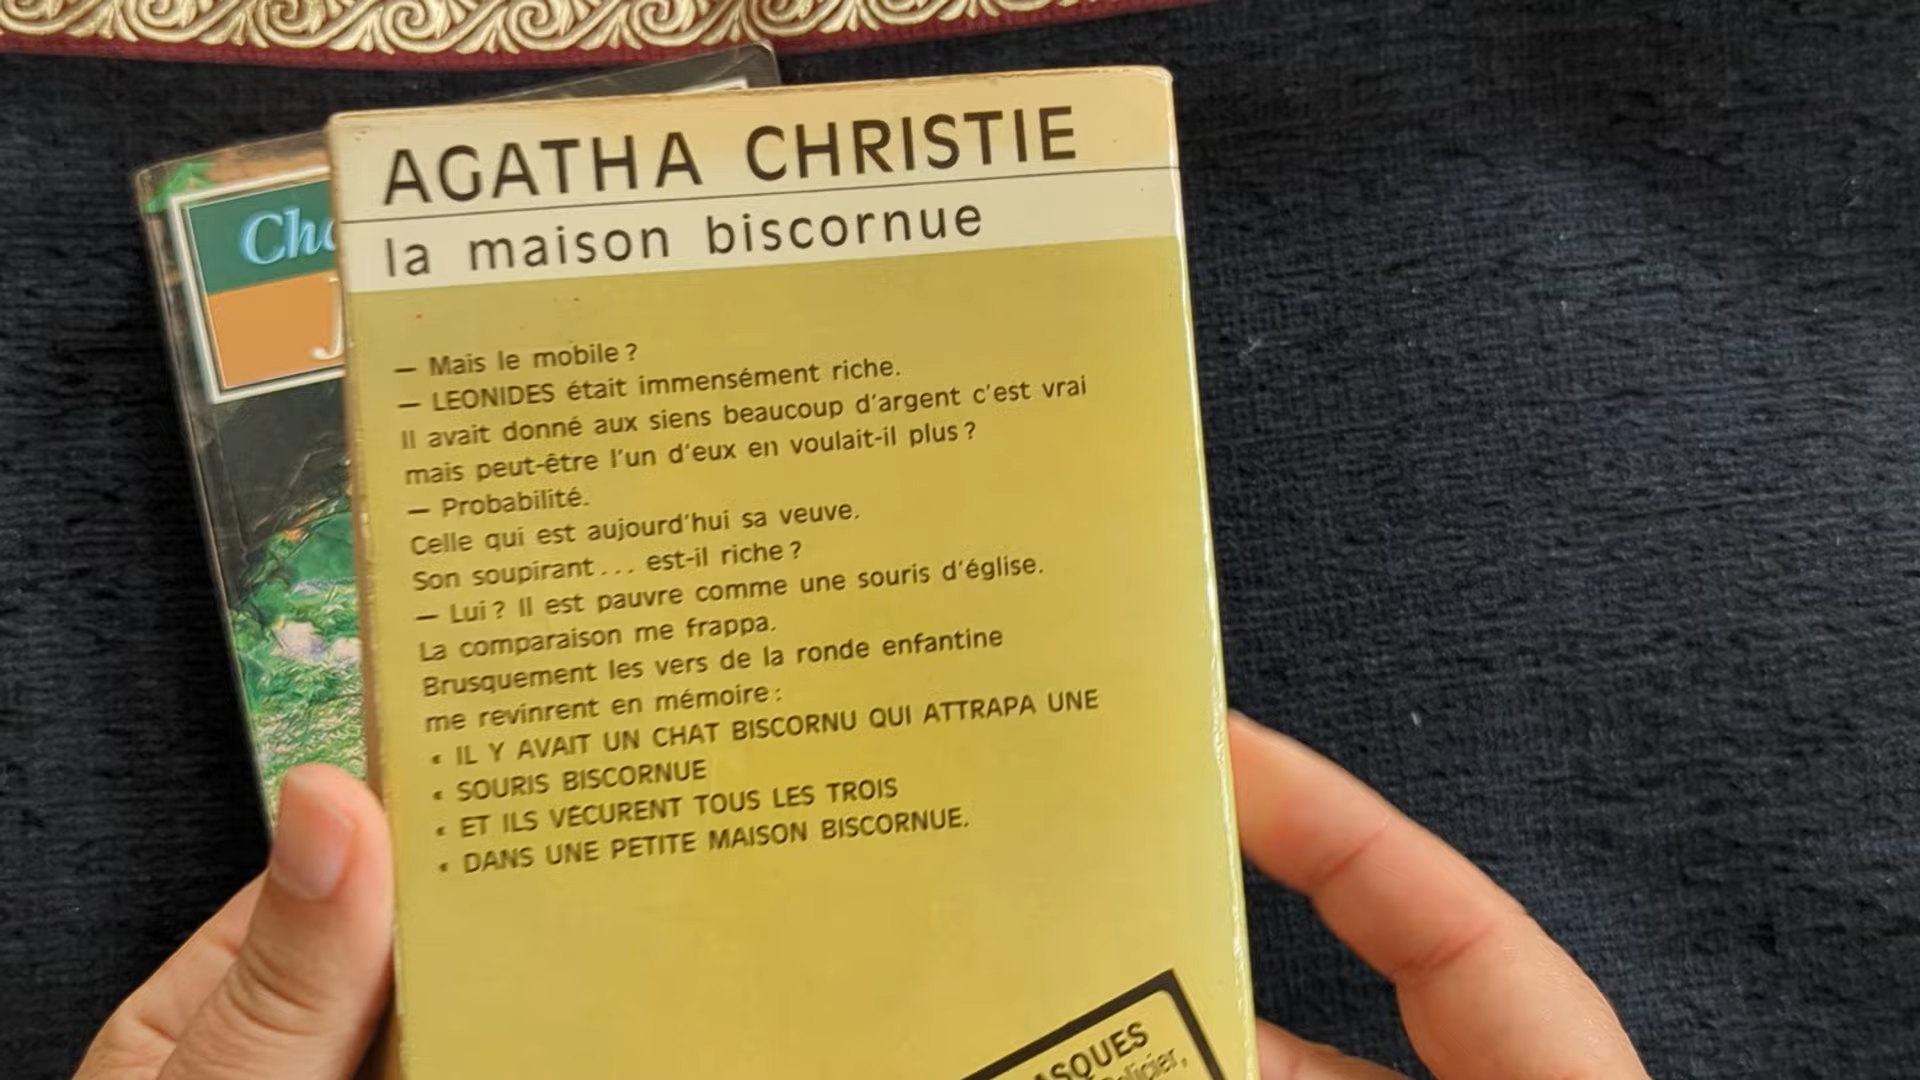 AGATHA CHRISTIE
la maison biscornue
— Mais le mobile ?
— LEONIDES était immensément riche.
Il avait donné aux siens beaucoup d'argent c'est vrai
mais peut-être l'un d'eux en voulait-il plus ?
— Probabilité.
Celle qui est aujourd'hui sa veuve.
Son soupirant... est-il riche ?
— Lui ? Il est pauvre comme une souris d'église.
La comparaison me frappa.
Brusquement les vers de la ronde enfantine
me revinrent en mémoire :
« IL Y AVAIT UN CHAT BISCORNU QUI ATTRAPA UNE
« SOURIS BISCORNUE
« ET ILS VÉCURENT TOUS LES TROIS
« DANS UNE PETITE MAISON BISCORNUE.